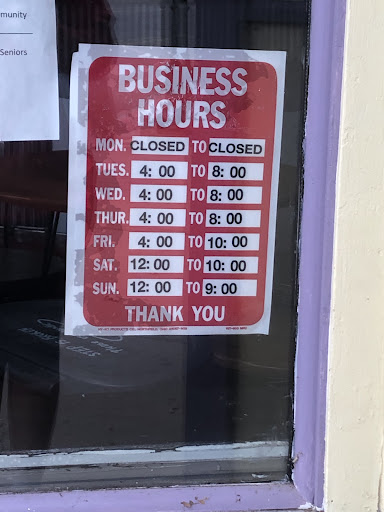 munity
Seniors
BUSINESS
HOURS
MON. CLOSED TO CLOSED
TUES. 4: 00 TO 8: 00
WED. 4: 00 TO 8: 00
THUR. 4: 00 TO 8: 00
FRI. 4: 00 TO 10: 00
SAT. 12: 00 TO 10: 00
SUN. 12: 00 TO 9: 00
THANK YOU